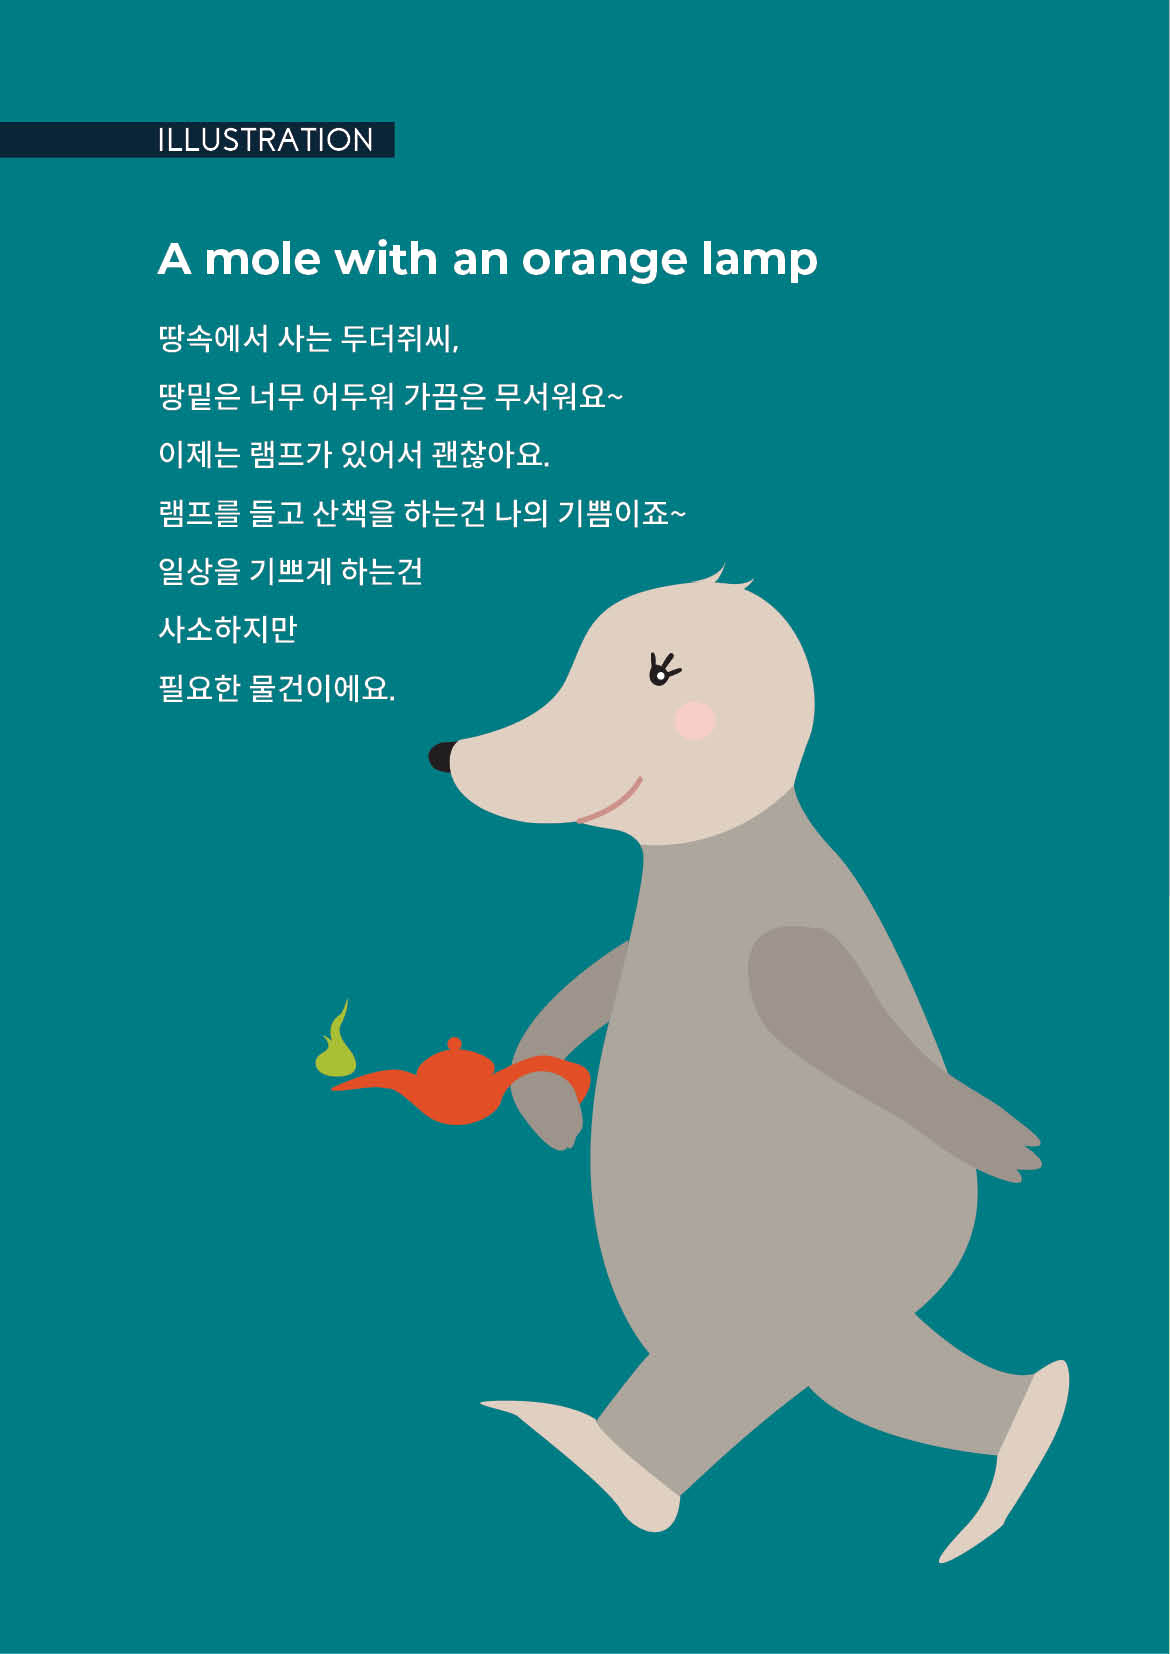 ILLUSTRATION
A mole with an orange lamp
땅속에서 사는 두더쥐씨,
땅밑은 너무 어두워 가끔은 무서워요~
이제는 램프가 있어서 괜찮아요.
램프를 들고 산책을 하는건 나의 기쁨이죠~
일상을 기쁘게 하는건
사소하지만
필요한 물건이에요.